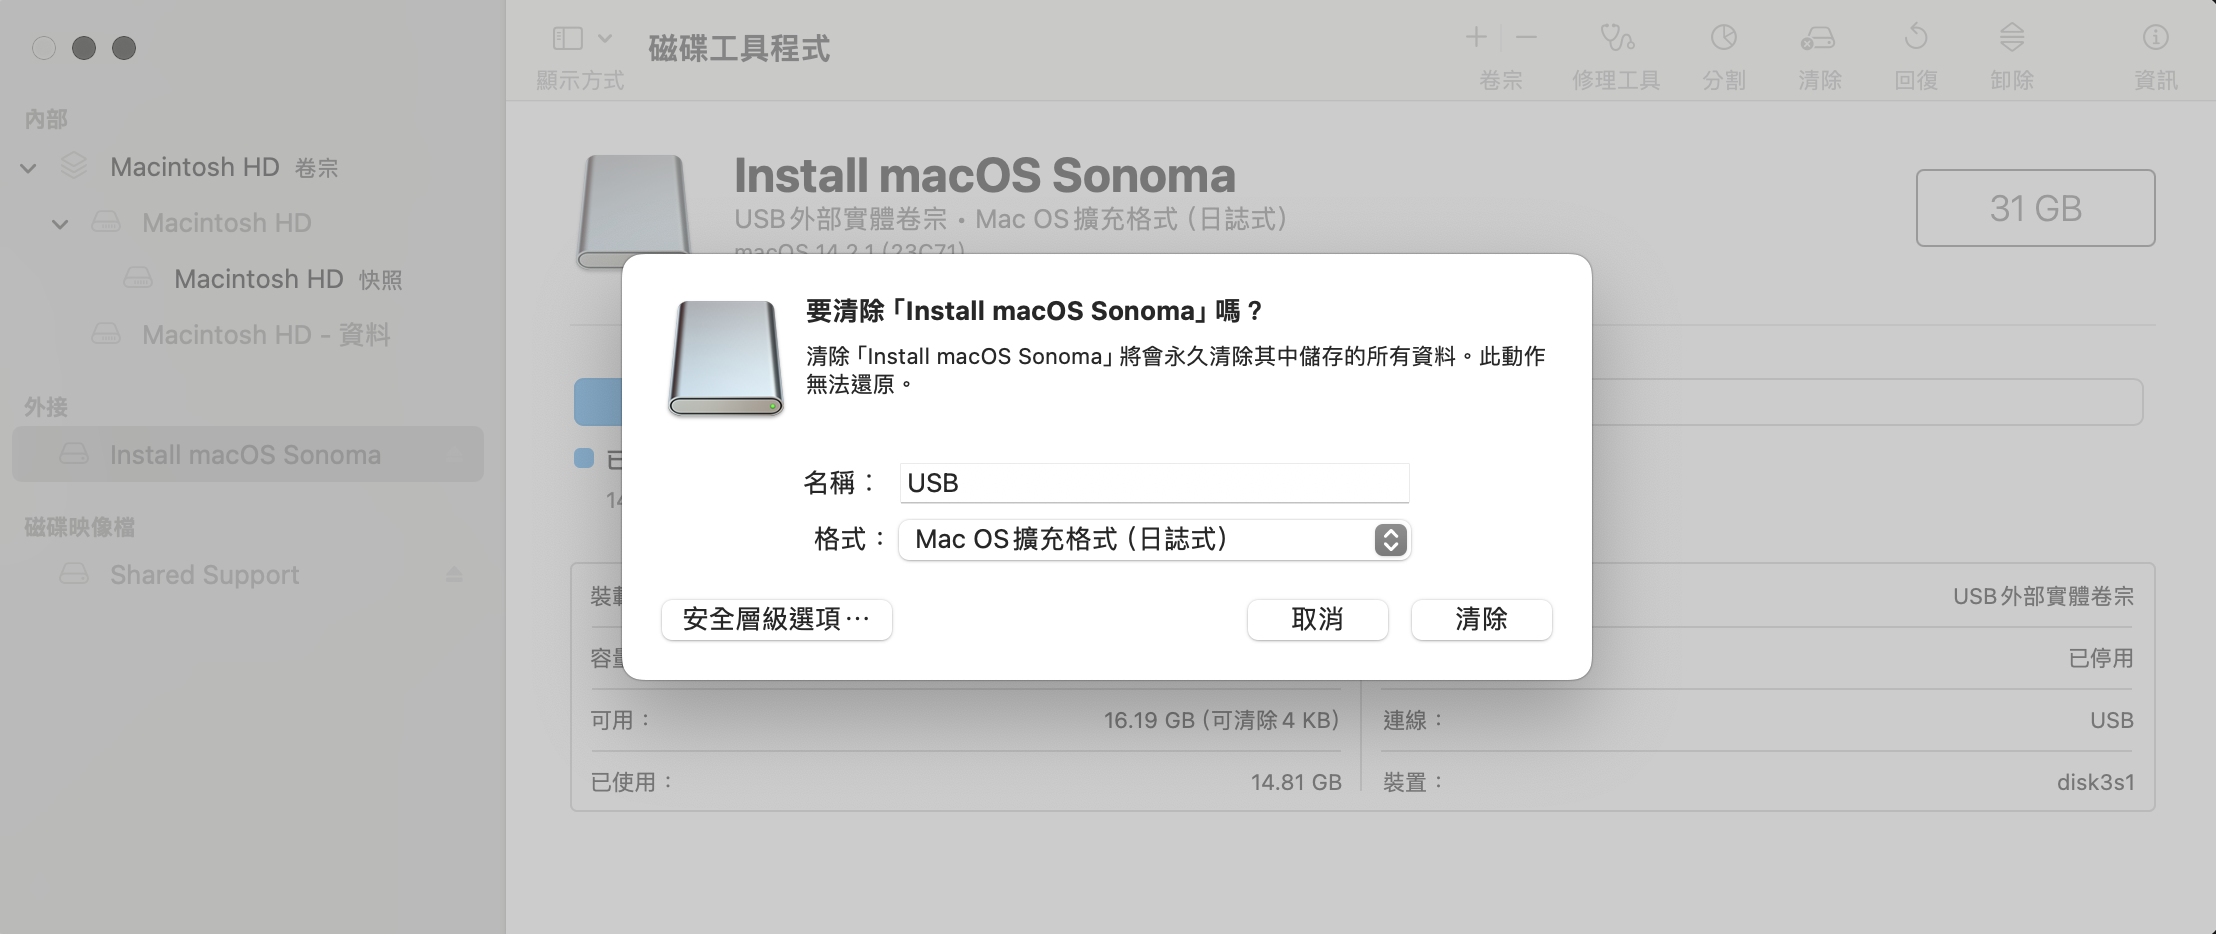 顯示方式
磁碟工具程式
卷宗
修理工具
分割
清除
回復
卸除
資訊
內部
Macintosh HD 卷宗
Macintosh HD
Macintosh HD 快照
Macintosh HD - 資料
外接
Install macOS Sonoma
磁碟映像檔
Shared Support
Install macOS Sonoma
USB外部實體卷宗 • Mac OS擴充格式（日誌式）
macOS 14.2.1 (23C71)
31 GB
要清除「Install macOS Sonoma」嗎？
清除「Install macOS Sonoma」將會永久清除其中儲存的所有資料。此動作
無法還原。
名稱： USB
格式： Mac OS擴充格式（日誌式）
安全層級選項…
取消
清除
USB外部實體卷宗
已停用
可用： 16.19 GB（可清除4 KB）
連線： USB
已使用： 14.81 GB
裝置： disk3s1